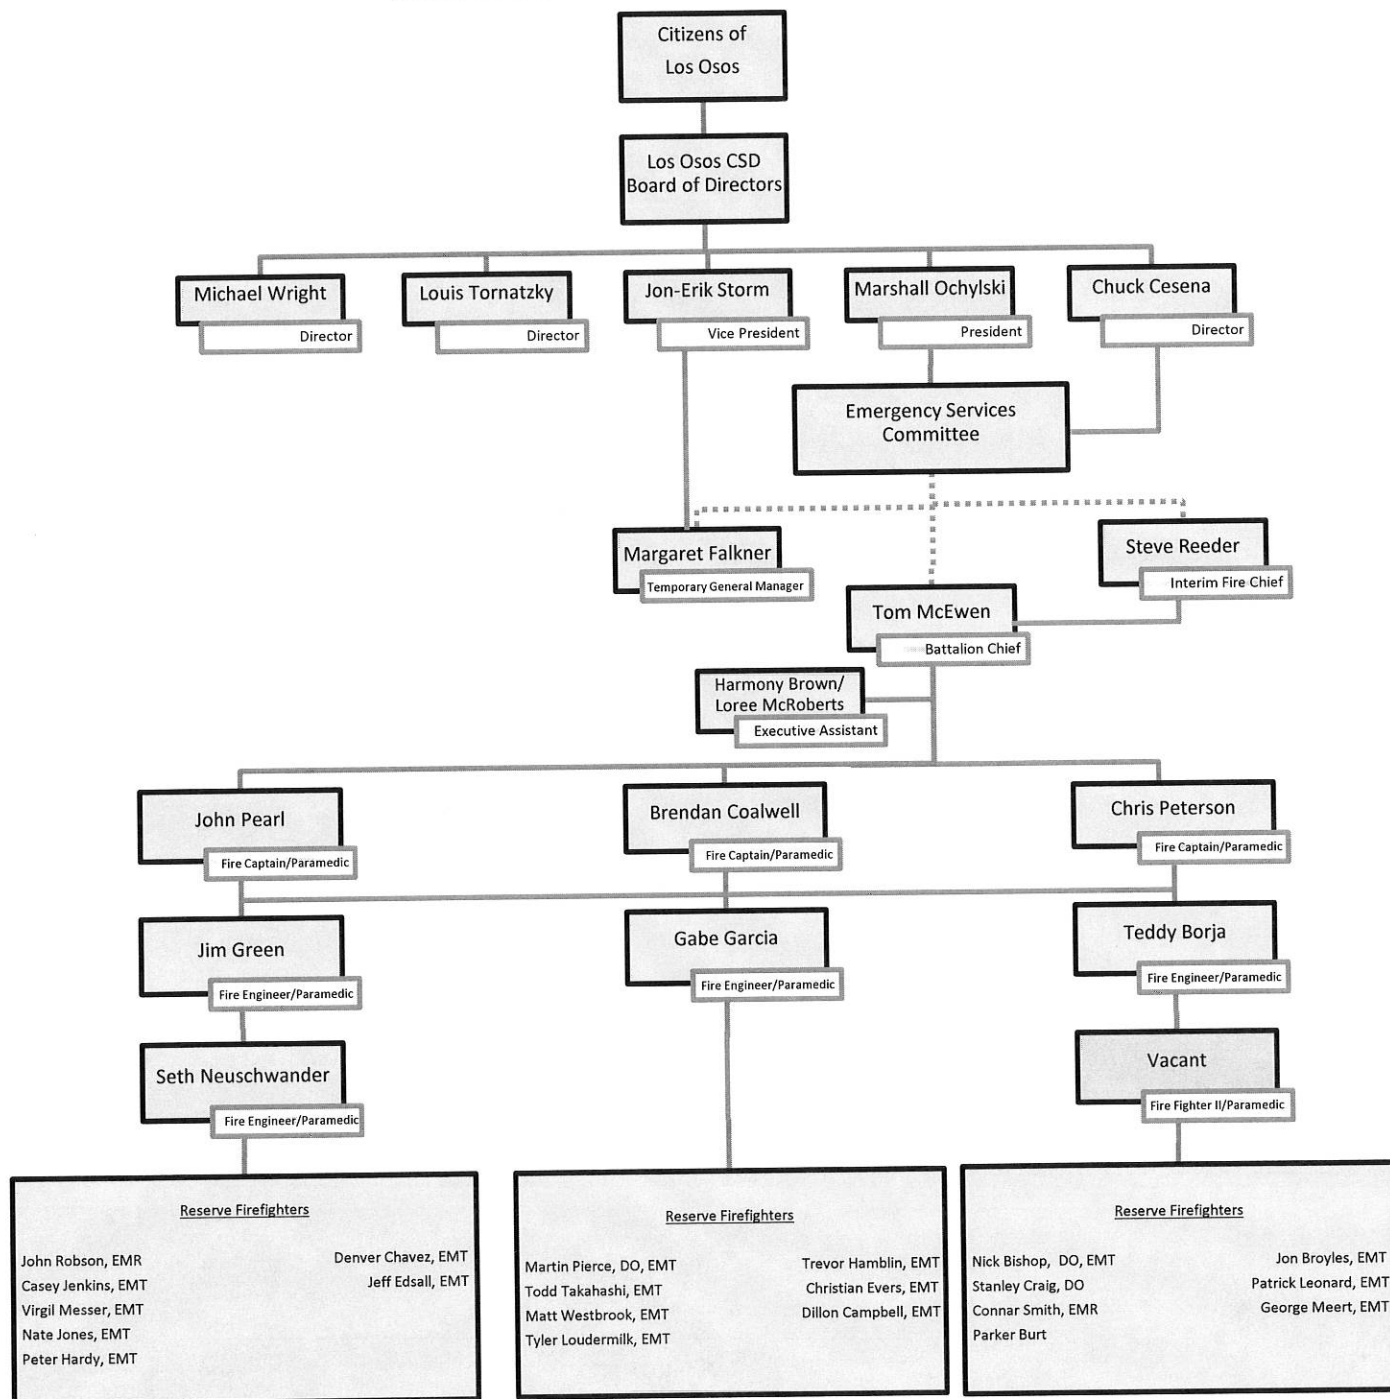 Citizens of
Los Osos
Los Osos CSD
Board of Directors
Michael Wright
Director
Louis Tornatzky
Director
Jon-Erik Storm
Vice President
Marshall Ochylski
President
Chuck Cesena
Director
Emergency Services
Committee
Margaret Falkner
Temporary General Manager
Steve Reeder
Interim Fire Chief
Tom McEwen
Battalion Chief
Harmony Brown/
Loree McRoberts
Executive Assistant
John Pearl
Fire Captain/Paramedic
Brendan Coalwell
Fire Captain/Paramedic
Chris Peterson
Fire Captain/Paramedic
Jim Green
Fire Engineer/Paramedic
Gabe Garcia
Fire Engineer/Paramedic
Teddy Borja
Fire Engineer/Paramedic
Seth Neuschwander
Fire Engineer/Paramedic
Vacant
Fire Fighter II/Paramedic
Reserve Firefighters
John Robson, EMR
Casey Jenkins, EMT
Virgil Messer, EMT
Nate Jones, EMT
Peter Hardy, EMT
Denver Chavez, EMT
Jeff Edsall, EMT
Reserve Firefighters
Martin Pierce, DO, EMT
Todd Takahashi, EMT
Matt Westbrook, EMT
Tyler Loudermilk, EMT
Trevor Hamblin, EMT
Christian Evers, EMT
Dillon Campbell, EMT
Reserve Firefighters
Nick Bishop, DO, EMT
Stanley Craig, DO
Connar Smith, EMR
Parker Burt
Jon Broyles, EMT
Patrick Leonard, EMT
George Meert, EMT